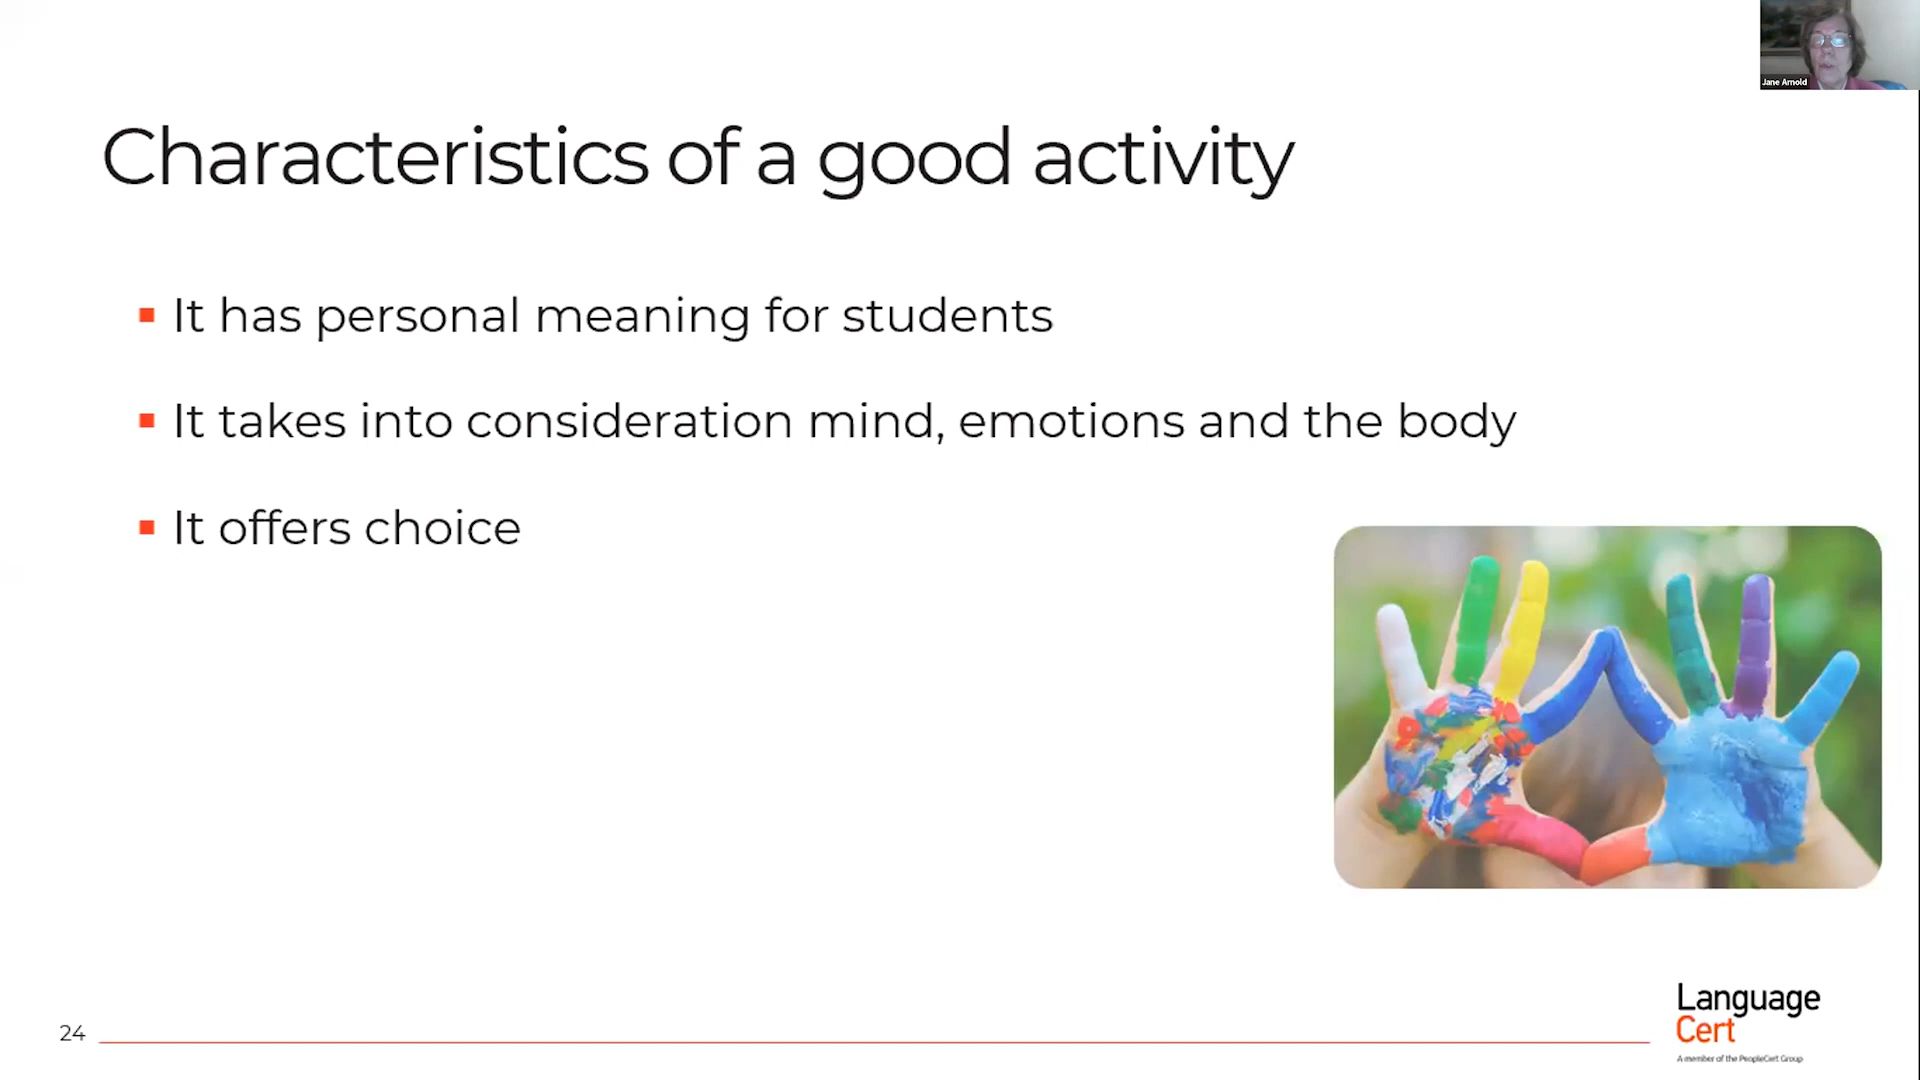 Jane Arnold
Characteristics of a good activity
It has personal meaning for students
It takes into consideration mind, emotions and the body
It offers choice
24
Language
Cert
A member of the PeopleCert Group